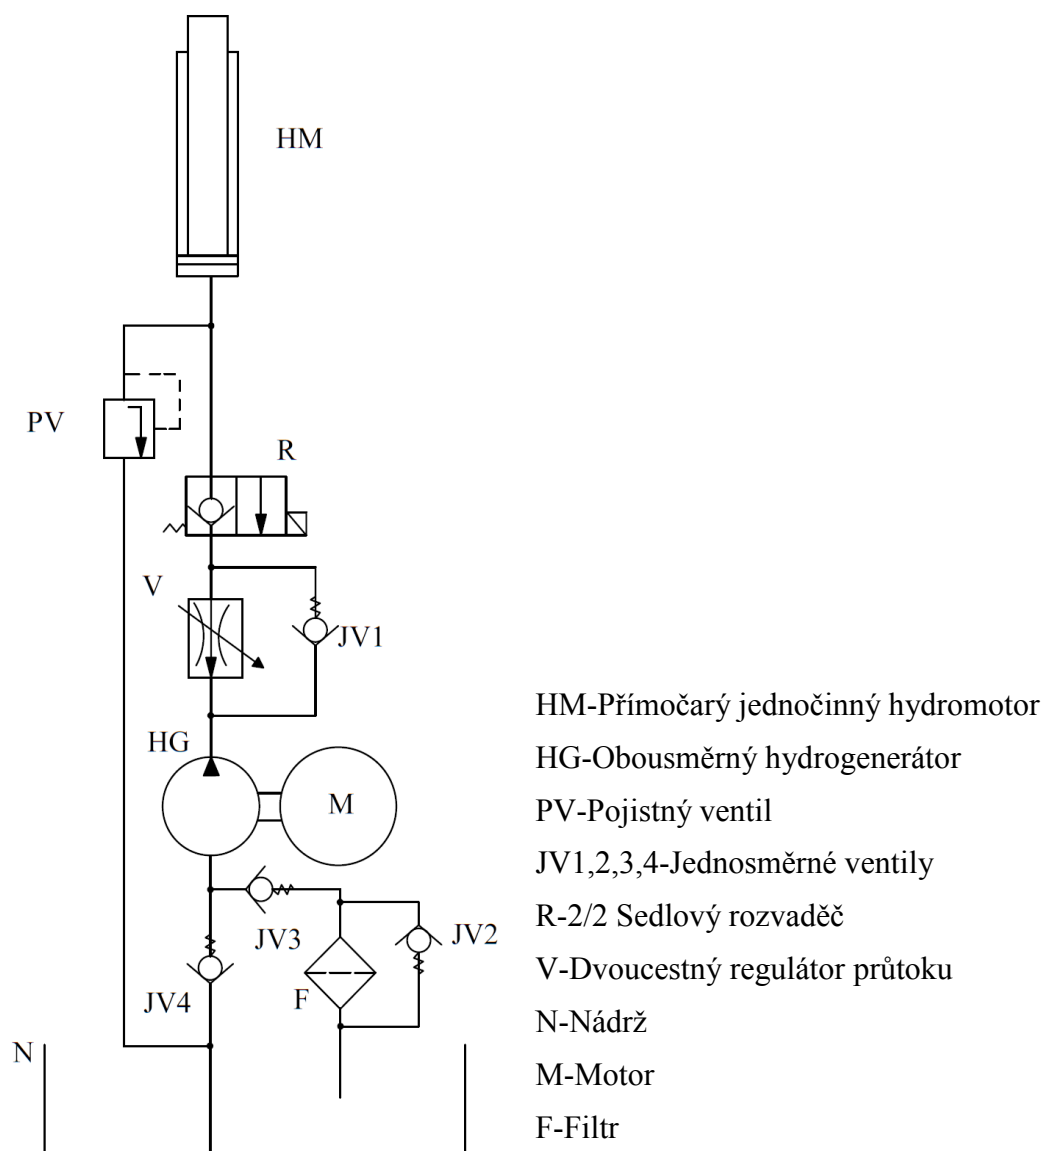 HM
PV
R
V
JV1
HG
M
JV3
JV2
F
JV4
N
HM-Přímočarý jednočinný hydromotor
HG-Obousměrný hydrogenerátor
PV-Pojistný ventil
JV1,2,3,4-Jednosměrné ventily
R-2/2 Sedlový rozvaděč
V-Dvoucestný regulátor průtoku
N-Nádrž
M-Motor
F-Filtr